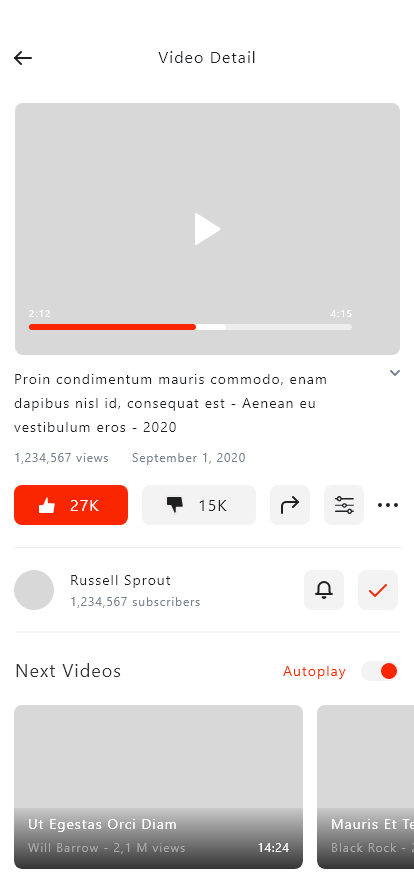 Video Detail
2:12 4:15
Proin condimentum mauris commodo, enam
dapibus nisl id, consequat est - Aenean eu
vestibulum eros - 2020
1,234,567 views September 1, 2020
27K 15K
Russell Sprout
1,234,567 subscribers
Next Videos Autoplay
Ut Egestas Orci Diam
Will Barrow - 2,1 M views 14:24
Mauris Et Te
Black Rock - 2